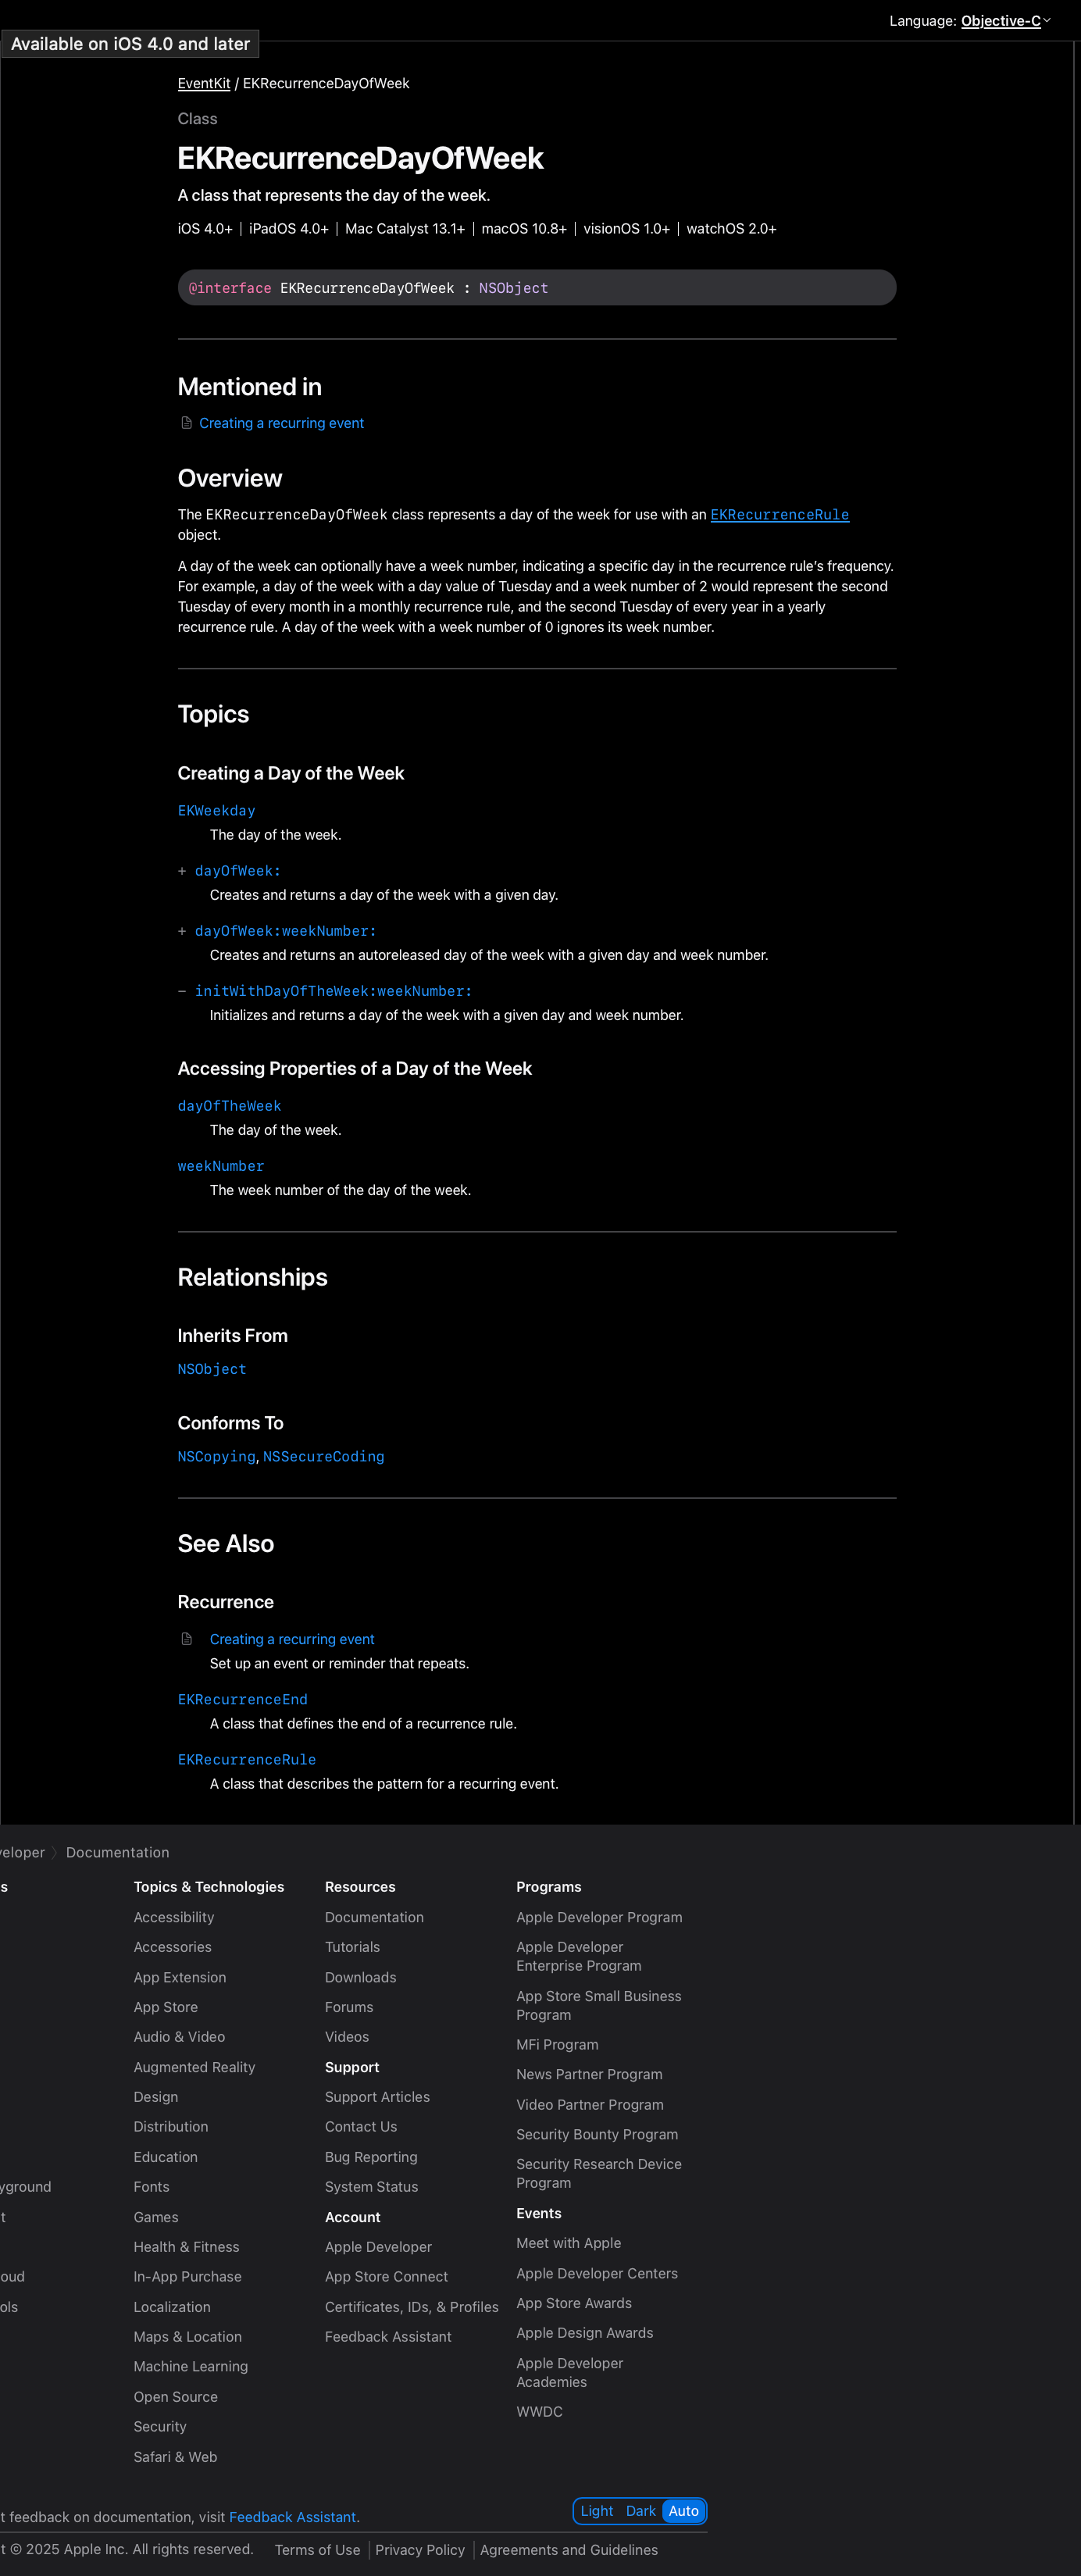 Language: Objective-C
Available on iOS 4.0 and later
EventKit / EKRecurrenceDayOfWeek
Class
EKRecurrenceDayOfWeek
A class that represents the day of the week.
iOS 4.0+ | iPadOS 4.0+ | Mac Catalyst 13.1+ | macOS 10.8+ | visionOS 1.0+ | watchOS 2.0+
@interface EKRecurrenceDayOfWeek : NSObject
Mentioned in
Creating a recurring event
Overview
The EKRecurrenceDayOfWeek class represents a day of the week for use with an EKRecurrenceRule
object.
A day of the week can optionally have a week number, indicating a specific day in the recurrence rule’s frequency.
For example, a day of the week with a day value of Tuesday and a week number of 2 would represent the second
Tuesday of every month in a monthly recurrence rule, and the second Tuesday of every year in a yearly
recurrence rule. A day of the week with a week number of 0 ignores its week number.
Topics
Creating a Day of the Week
EKWeekday
The day of the week.
+ dayOfWeek:
Creates and returns a day of the week with a given day.
+ dayOfWeek:weekNumber:
Creates and returns an autoreleased day of the week with a given day and week number.
- initWithDayOfTheWeek:weekNumber:
Initializes and returns a day of the week with a given day and week number.
Accessing Properties of a Day of the Week
dayOfTheWeek
The day of the week.
weekNumber
The week number of the day of the week.
Relationships
Inherits From
NSObject
Conforms To
NSCopying, NSSecureCoding
See Also
Recurrence
Creating a recurring event
Set up an event or reminder that repeats.
EKRecurrenceEnd
A class that defines the end of a recurrence rule.
EKRecurrenceRule
A class that describes the pattern for a recurring event.
veloper Documentation
s
yground
t
oud
ols
Topics & Technologies
Accessibility
Accessories
App Extension
App Store
Audio & Video
Augmented Reality
Design
Distribution
Education
Fonts
Games
Health & Fitness
In-App Purchase
Localization
Maps & Location
Machine Learning
Open Source
Security
Safari & Web
Resources
Documentation
Tutorials
Downloads
Forums
Videos
Support
Support Articles
Contact Us
Bug Reporting
System Status
Account
Apple Developer
App Store Connect
Certificates, IDs, & Profiles
Feedback Assistant
Programs
Apple Developer Program
Apple Developer
Enterprise Program
App Store Small Business
Program
MFi Program
News Partner Program
Video Partner Program
Security Bounty Program
Security Research Device
Program
Events
Meet with Apple
Apple Developer Centers
App Store Awards
Apple Design Awards
Apple Developer
Academies
WWDC
t feedback on documentation, visit Feedback Assistant.
Light Dark Auto
t © 2025 Apple Inc. All rights reserved. Terms of Use | Privacy Policy | Agreements and Guidelines